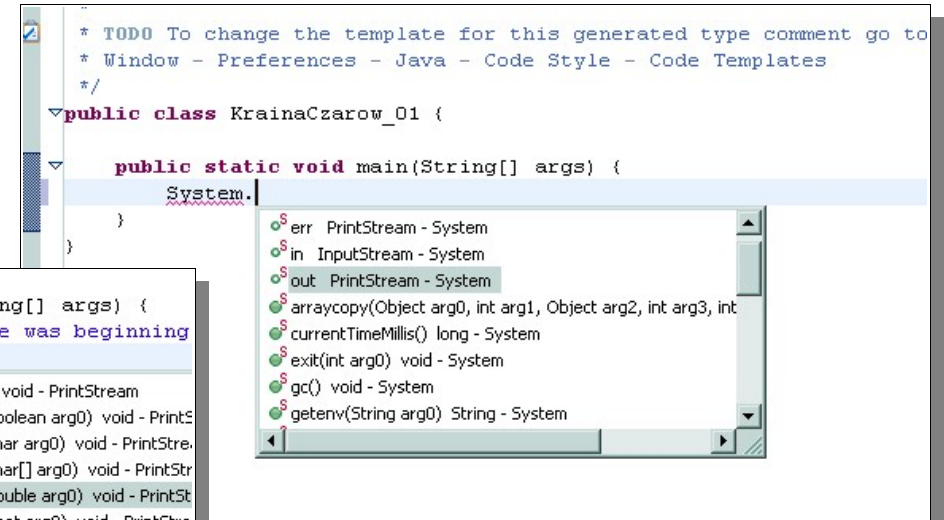 *
* TODO To change the template for this generated type comment go to
* Window - Preferences - Java - Code Style - Code Templates
*/
public class KrainaCzarow_01 {
public static void main(String[] args) {
System.
}
}
err PrintStream - System
in InputStream - System
out PrintStream - System
arraycopy(Object arg0, int arg1, Object arg2, int arg3, int
currentTimeMillis() long - System
exit(int arg0) void - System
gc() void - System
getenv(String arg0) String - System
ng[] args) {
e was beginning
void - PrintStream
oolean arg0) void - PrintS
har arg0) void - PrintStre
har[] arg0) void - PrintStr
ouble arg0) void - PrintSt